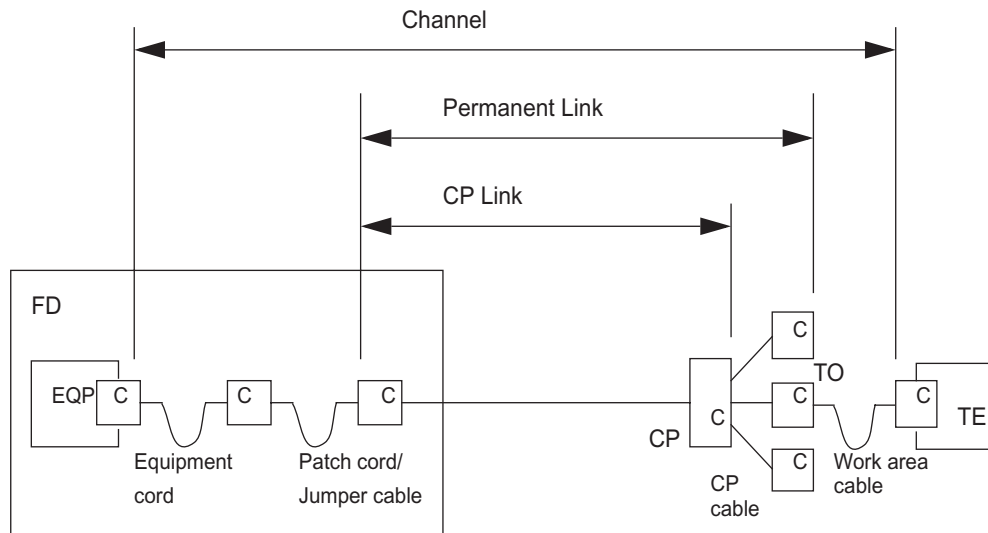 Channel
Permanent Link
CP Link
FD
C
TO
EQP
C
C
C
C
C
C
TE
CP
C
Equipment
cord
Patch cord/
Jumper cable
CP
cable
Work area
cable